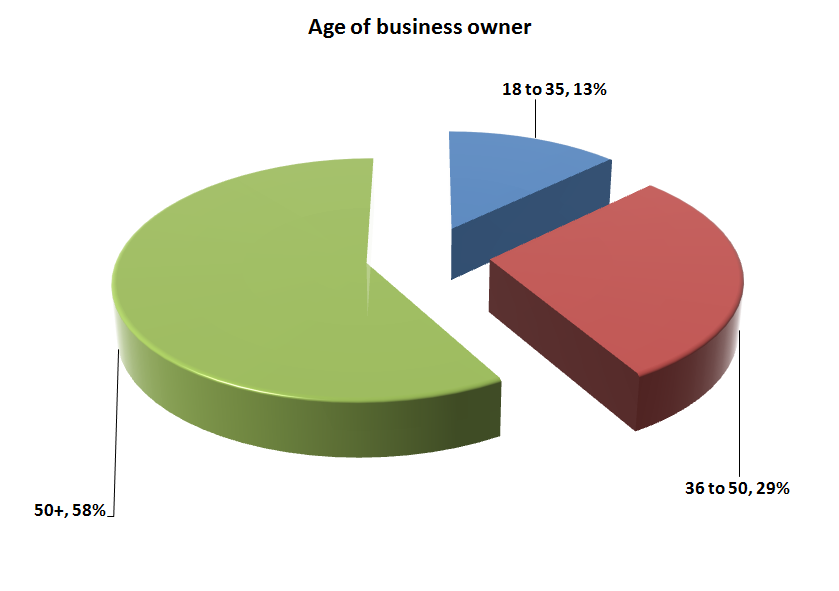 Age of business owner
18 to 35, 13%
36 to 50, 29%
50+, 58%